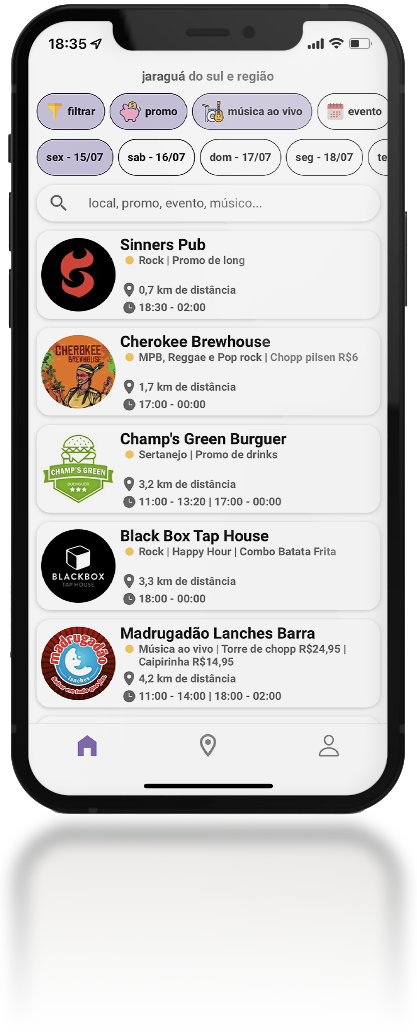 18:35
jaraguá do sul e região
filtrar promo música ao vivo evento
sex - 15/07 sab - 16/07 dom - 17/07 seg - 18/07 te
local, promo, evento, músico...
Sinners Pub
Rock | Promo de long
0,7 km de distância
18:30 - 02:00
CHEROKEE
BREWHOUSE
Cherokee Brewhouse
MPB, Reggae e Pop rock | Chopp pilsen R$6
1,7 km de distância
17:00 - 00:00
CHAMP'S GREEN
Champ's Green Burguer
Sertanejo | Promo de drinks
3,2 km de distância
11:00 - 13:20 | 17:00 - 00:00
BLACKBOX
TAP HOUSE
Black Box Tap House
Rock | Happy Hour | Combo Batata Frita
3,3 km de distância
18:00 - 00:00
madrugadão
lanches
Madrugadão Lanches Barra
Música ao vivo | Torre de chopp R$24,95 |
Caipirinha R$14,95
4,2 km de distância
11:00 - 14:00 | 18:00 - 02:00